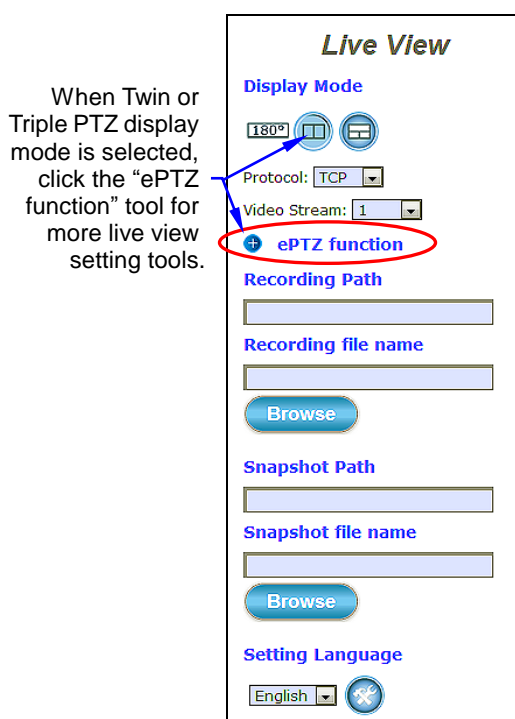 Live View
When Twin or
Triple PTZ display
mode is selected,
click the “ePTZ
function” tool for
more live view
setting tools.
Display Mode
180°
Protocol: TCP
Video Stream: 1
ePTZ function
Recording Path
Recording file name
Browse
Snapshot Path
Snapshot file name
Browse
Setting Language
English